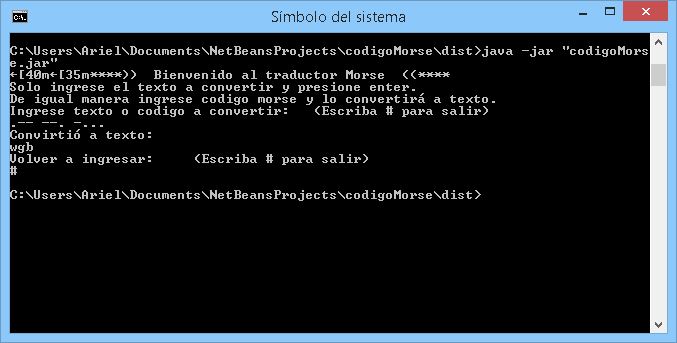 Símbolo del sistema
C:\Users\Ariel\Documents\NetBeansProjects\codigoMorse\dist>java -jar "codigoMors
e.jar"
←[40m←[35m****)) Bienvenido al traductor Morse ((****
Solo ingrese el texto a convertir y presione enter.
De igual manera ingrese codigo morse y lo convertirá a texto.
Ingrese texto o codigo a convertir: (Escriba # para salir)
.-- --. -...
Convirtió a texto:
wgb
Volver a ingresar: (Escriba # para salir)
#
C:\Users\Ariel\Documents\NetBeansProjects\codigoMorse\dist>